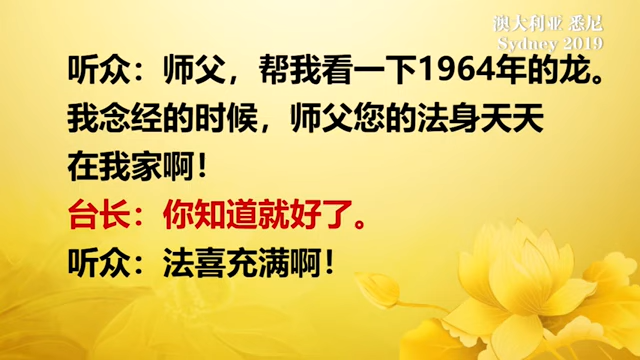 澳大利亚 悉尼
Sydney 2019
听众：师父，帮我看一下1964年的龙。
我念经的时候，师父您的法身天天
在我家啊！
台长：你知道就好了。
听众：法喜充满啊！